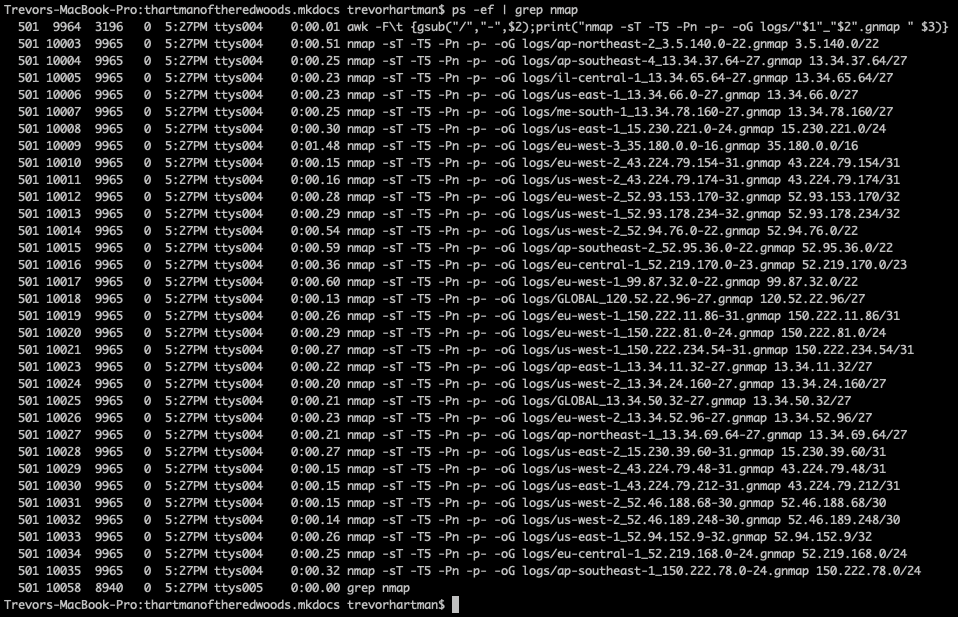 Trevors-MacBook-Pro:thartmanoftheredwoods.mkdocs trevorhartman$ ps -ef | grep nmap
501 9964 3196 0 5:27PM ttys004 0:00.01 awk -F\t {gsub("/","-",$2);print("nmap -sT -T5 -Pn -p- -oG logs/"$1"_"$2".gnmap " $3)}
501 10003 9965 0 5:27PM ttys004 0:00.51 nmap -sT -T5 -Pn -p- -oG logs/ap-northeast-2_3.5.140.0-22.gnmap 3.5.140.0/22
501 10004 9965 0 5:27PM ttys004 0:00.25 nmap -sT -T5 -Pn -p- -oG logs/ap-southeast-4_13.34.37.64-27.gnmap 13.34.37.64/27
501 10005 9965 0 5:27PM ttys004 0:00.23 nmap -sT -T5 -Pn -p- -oG logs/il-central-1_13.34.65.64-27.gnmap 13.34.65.64/27
501 10006 9965 0 5:27PM ttys004 0:00.23 nmap -sT -T5 -Pn -p- -oG logs/us-east-1_13.34.66.0-27.gnmap 13.34.66.0/27
501 10007 9965 0 5:27PM ttys004 0:00.25 nmap -sT -T5 -Pn -p- -oG logs/me-south-1_13.34.78.160-27.gnmap 13.34.78.160/27
501 10008 9965 0 5:27PM ttys004 0:00.30 nmap -sT -T5 -Pn -p- -oG logs/us-east-1_15.230.221.0-24.gnmap 15.230.221.0/24
501 10009 9965 0 5:27PM ttys004 0:01.48 nmap -sT -T5 -Pn -p- -oG logs/eu-west-3_35.180.0.0-16.gnmap 35.180.0.0/16
501 10010 9965 0 5:27PM ttys004 0:00.15 nmap -sT -T5 -Pn -p- -oG logs/us-west-2_43.224.79.154-31.gnmap 43.224.79.154/31
501 10011 9965 0 5:27PM ttys004 0:00.16 nmap -sT -T5 -Pn -p- -oG logs/us-west-2_43.224.79.174-31.gnmap 43.224.79.174/31
501 10012 9965 0 5:27PM ttys004 0:00.28 nmap -sT -T5 -Pn -p- -oG logs/eu-west-2_52.93.153.170-32.gnmap 52.93.153.170/32
501 10013 9965 0 5:27PM ttys004 0:00.29 nmap -sT -T5 -Pn -p- -oG logs/us-west-1_52.93.178.234-32.gnmap 52.93.178.234/32
501 10014 9965 0 5:27PM ttys004 0:00.54 nmap -sT -T5 -Pn -p- -oG logs/us-west-2_52.94.76.0-22.gnmap 52.94.76.0/22
501 10015 9965 0 5:27PM ttys004 0:00.59 nmap -sT -T5 -Pn -p- -oG logs/ap-southeast-2_52.95.36.0-22.gnmap 52.95.36.0/22
501 10016 9965 0 5:27PM ttys004 0:00.36 nmap -sT -T5 -Pn -p- -oG logs/eu-central-1_52.219.170.0-23.gnmap 52.219.170.0/23
501 10017 9965 0 5:27PM ttys004 0:00.60 nmap -sT -T5 -Pn -p- -oG logs/eu-west-1_99.87.32.0-22.gnmap 99.87.32.0/22
501 10018 9965 0 5:27PM ttys004 0:00.13 nmap -sT -T5 -Pn -p- -oG logs/GLOBAL_120.52.22.96-27.gnmap 120.52.22.96/27
501 10019 9965 0 5:27PM ttys004 0:00.26 nmap -sT -T5 -Pn -p- -oG logs/eu-west-1_150.222.11.86-31.gnmap 150.222.11.86/31
501 10020 9965 0 5:27PM ttys004 0:00.29 nmap -sT -T5 -Pn -p- -oG logs/eu-west-1_150.222.81.0-24.gnmap 150.222.81.0/24
501 10021 9965 0 5:27PM ttys004 0:00.27 nmap -sT -T5 -Pn -p- -oG logs/us-west-1_150.222.234.54-31.gnmap 150.222.234.54/31
501 10023 9965 0 5:27PM ttys004 0:00.22 nmap -sT -T5 -Pn -p- -oG logs/ap-east-1_13.34.11.32-27.gnmap 13.34.11.32/27
501 10024 9965 0 5:27PM ttys004 0:00.20 nmap -sT -T5 -Pn -p- -oG logs/us-west-2_13.34.24.160-27.gnmap 13.34.24.160/27
501 10025 9965 0 5:27PM ttys004 0:00.21 nmap -sT -T5 -Pn -p- -oG logs/GLOBAL_13.34.50.32-27.gnmap 13.34.50.32/27
501 10026 9965 0 5:27PM ttys004 0:00.23 nmap -sT -T5 -Pn -p- -oG logs/eu-west-2_13.34.52.96-27.gnmap 13.34.52.96/27
501 10027 9965 0 5:27PM ttys004 0:00.21 nmap -sT -T5 -Pn -p- -oG logs/ap-northeast-1_13.34.69.64-27.gnmap 13.34.69.64/27
501 10028 9965 0 5:27PM ttys004 0:00.27 nmap -sT -T5 -Pn -p- -oG logs/us-east-2_15.230.39.60-31.gnmap 15.230.39.60/31
501 10029 9965 0 5:27PM ttys004 0:00.15 nmap -sT -T5 -Pn -p- -oG logs/us-west-2_43.224.79.48-31.gnmap 43.224.79.48/31
501 10030 9965 0 5:27PM ttys004 0:00.15 nmap -sT -T5 -Pn -p- -oG logs/us-east-1_43.224.79.212-31.gnmap 43.224.79.212/31
501 10031 9965 0 5:27PM ttys004 0:00.15 nmap -sT -T5 -Pn -p- -oG logs/us-west-2_52.46.188.68-30.gnmap 52.46.188.68/30
501 10032 9965 0 5:27PM ttys004 0:00.14 nmap -sT -T5 -Pn -p- -oG logs/us-west-2_52.46.189.248-30.gnmap 52.46.189.248/30
501 10033 9965 0 5:27PM ttys004 0:00.26 nmap -sT -T5 -Pn -p- -oG logs/us-east-1_52.94.152.9-32.gnmap 52.94.152.9/32
501 10034 9965 0 5:27PM ttys004 0:00.25 nmap -sT -T5 -Pn -p- -oG logs/eu-central-1_52.219.168.0-24.gnmap 52.219.168.0/24
501 10035 9965 0 5:27PM ttys004 0:00.32 nmap -sT -T5 -Pn -p- -oG logs/ap-southeast-1_150.222.78.0-24.gnmap 150.222.78.0/24
501 10058 8940 0 5:27PM ttys005 0:00.00 grep nmap
Trevors-MacBook-Pro:thartmanoftheredwoods.mkdocs trevorhartman$